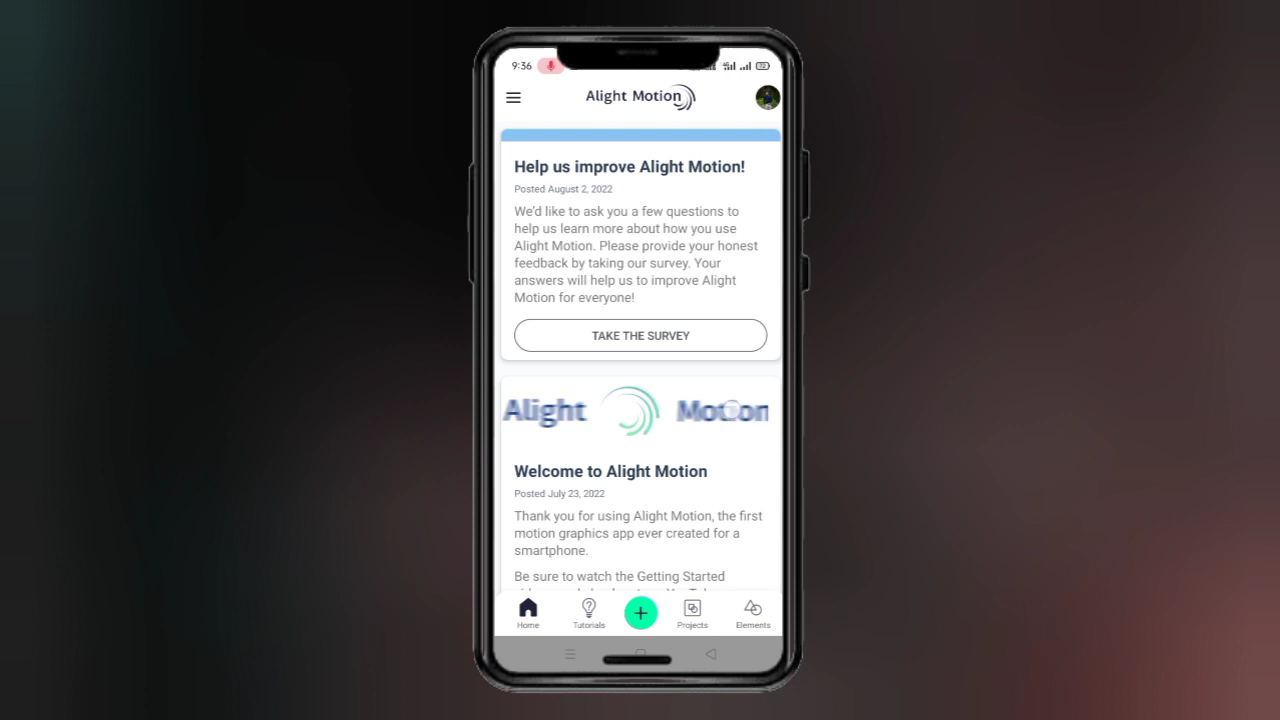 9:36
Alight Motion
Help us improve Alight Motion!
Posted August 2, 2022
We'd like to ask you a few questions to
help us learn more about how you use
Alight Motion. Please provide your honest
feedback by taking our survey. Your
answers will help us to improve Alight
Motion for everyone!
TAKE THE SURVEY
Alight Motion
Welcome to Alight Motion
Posted July 23, 2022
Thank you for using Alight Motion, the first
motion graphics app ever created for a
smartphone.
Be sure to watch the Getting Started
Home Tutorials Projects Elements